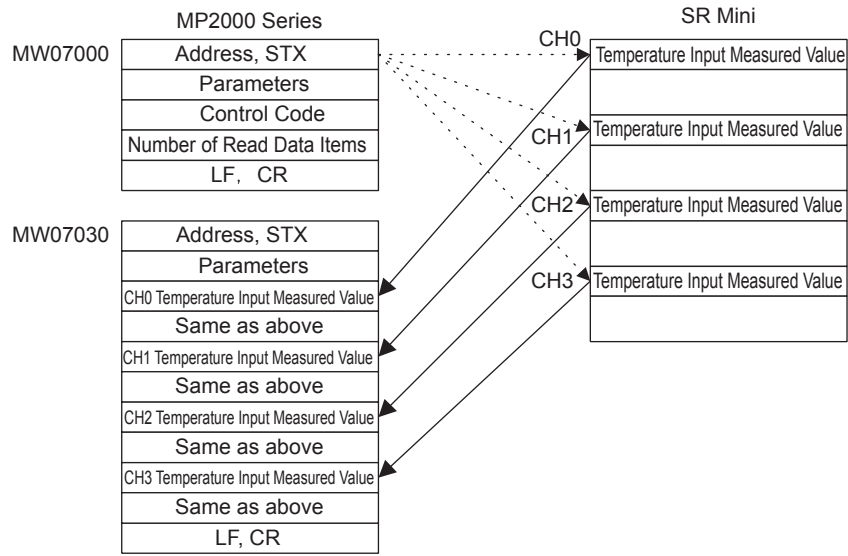 MP2000 Series
MW07000
Address, STX
Parameters
Control Code
Number of Read Data Items
LF, CR
MW07030
Address, STX
Parameters
CH0 Temperature Input Measured Value
Same as above
CH1 Temperature Input Measured Value
Same as above
CH2 Temperature Input Measured Value
Same as above
CH3 Temperature Input Measured Value
Same as above
LF, CR
SR Mini
CH0
Temperature Input Measured Value
CH1
Temperature Input Measured Value
CH2
Temperature Input Measured Value
CH3
Temperature Input Measured Value